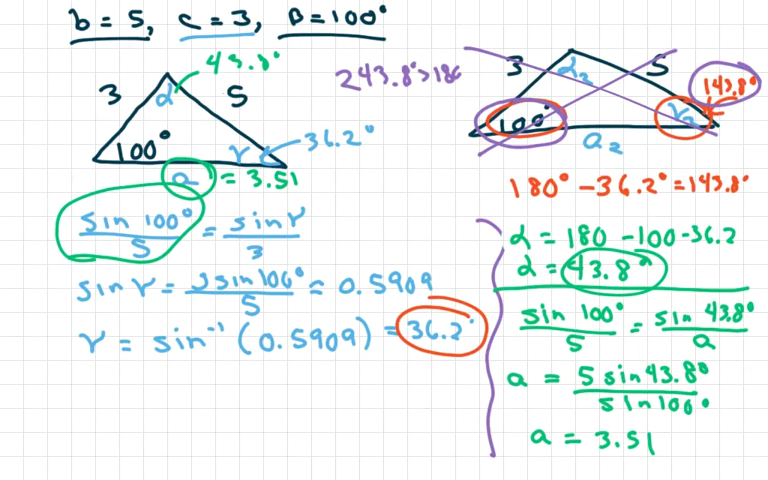 b = 5, c = 3, β = 100°
43.8°
3
α
5
100°
γ
36.2°
a = 3.51
sin 100° / 5 = sin γ / 3
sin γ = 3 sin 100° / 5 = 0.5909
γ = sin⁻¹ (0.5909) = 36.2°
243.8° > 180
3
α₂
5
143.8°
100°
γ₂
a₂
180° - 36.2° = 143.8°
α = 180 - 100 - 36.2
α = 43.8°
sin 100° / 5 = sin 43.8° / a
a = 5 sin 43.8° / sin 100°
a = 3.51